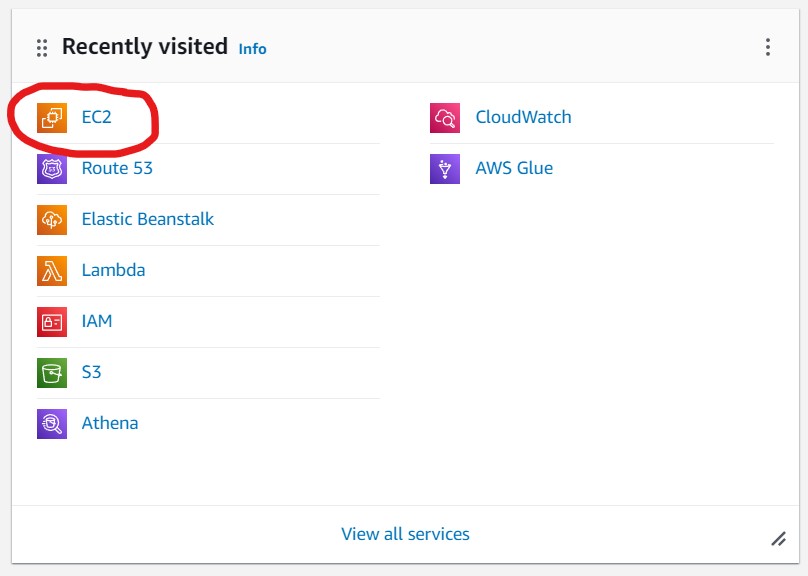 Recently visited Info
EC2
Route 53
Elastic Beanstalk
Lambda
IAM
S3
Athena
CloudWatch
AWS Glue
View all services